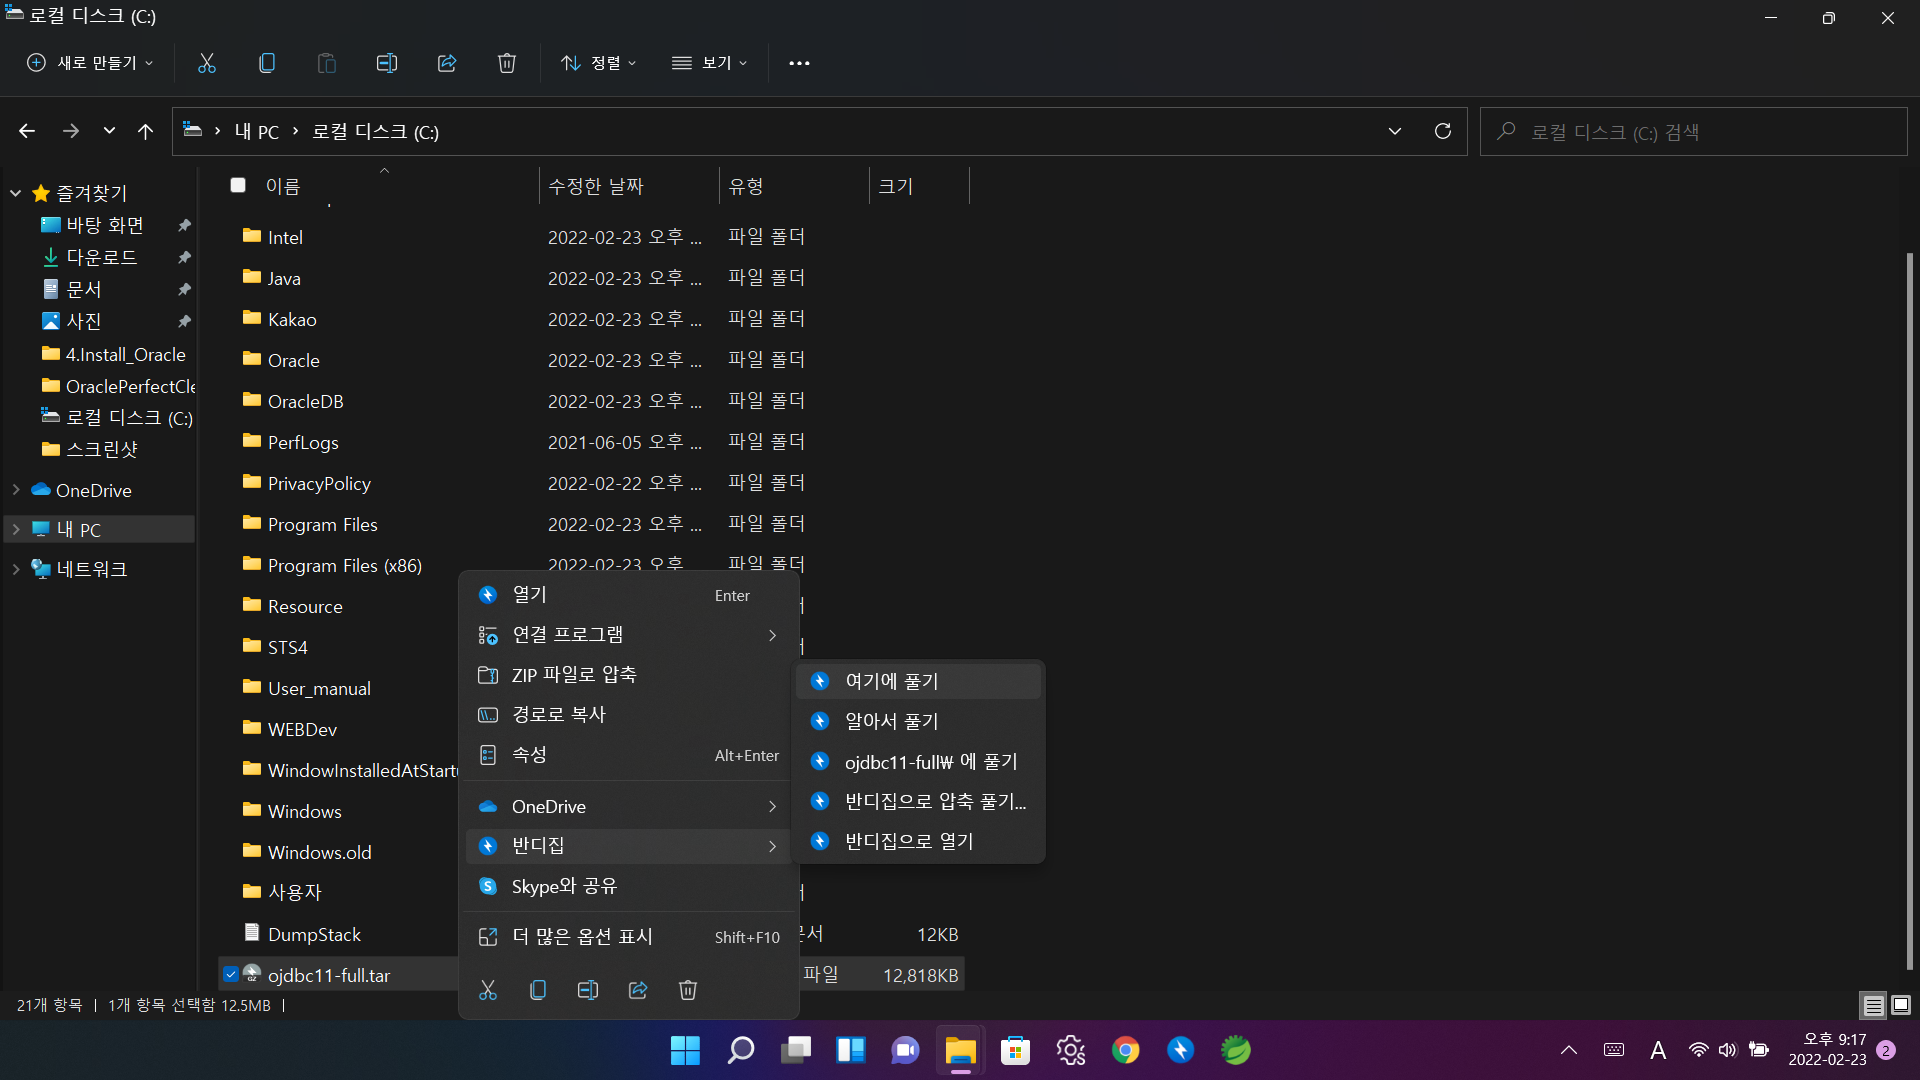 로컬 디스크 (C:)
새로 만들기
정렬
보기
내 PC
로컬 디스크 (C:)
로컬 디스크 (C:) 검색
이름
수정한 날짜
유형
크기
즐겨찾기
바탕 화면
다운로드
문서
사진
4.Install_Oracle
OraclePerfectCle
로컬 디스크 (C:)
스크린샷
OneDrive
내 PC
네트워크
Intel 2022-02-23 오후 ... 파일 폴더
Java 2022-02-23 오후 ... 파일 폴더
Kakao 2022-02-23 오후 ... 파일 폴더
Oracle 2022-02-23 오후 ... 파일 폴더
OracleDB 2022-02-23 오후 ... 파일 폴더
PerfLogs 2021-06-05 오후 ... 파일 폴더
PrivacyPolicy 2022-02-22 오후 ... 파일 폴더
Program Files 2022-02-23 오후 ... 파일 폴더
Program Files (x86) 2022-02-23 오후 파일 폴더
Resource
STS4
User_manual
WEBDev
WindowInstalledAtStart
Windows
Windows.old
사용자
DumpStack 문서 12KB
ojdbc11-full.tar 파일 12,818KB
열기 Enter
연결 프로그램
ZIP 파일로 압축
경로로 복사
속성 Alt+Enter
OneDrive
반디집
Skype와 공유
더 많은 옵션 표시 Shift+F10
여기에 풀기
알아서 풀기
ojdbc11-full₩ 에 풀기
반디집으로 압축 풀기...
반디집으로 열기
21개 항목 | 1개 항목 선택함 12.5MB |
A
오후 9:17
2022-02-23
2